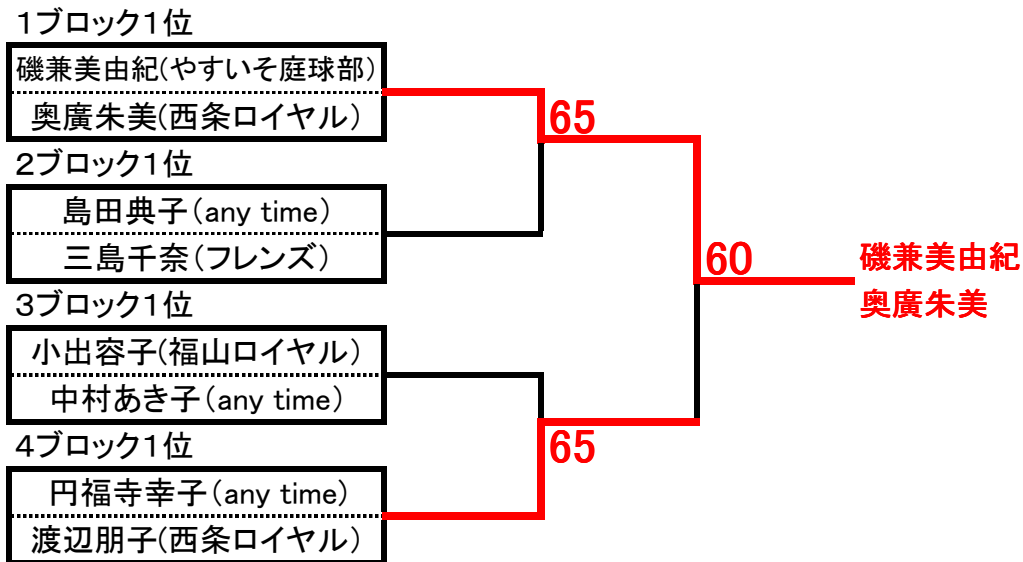 1ブロック1位
磯兼美由紀(やすいそ庭球部)
奥廣朱美(西条ロイヤル)
2ブロック1位
島田典子(any time)
三島千奈(フレンズ)
3ブロック1位
小出容子(福山ロイヤル)
中村あき子(any time)
4ブロック1位
円福寺幸子(any time)
渡辺朋子(西条ロイヤル)
65
65
60
磯兼美由紀
奥廣朱美